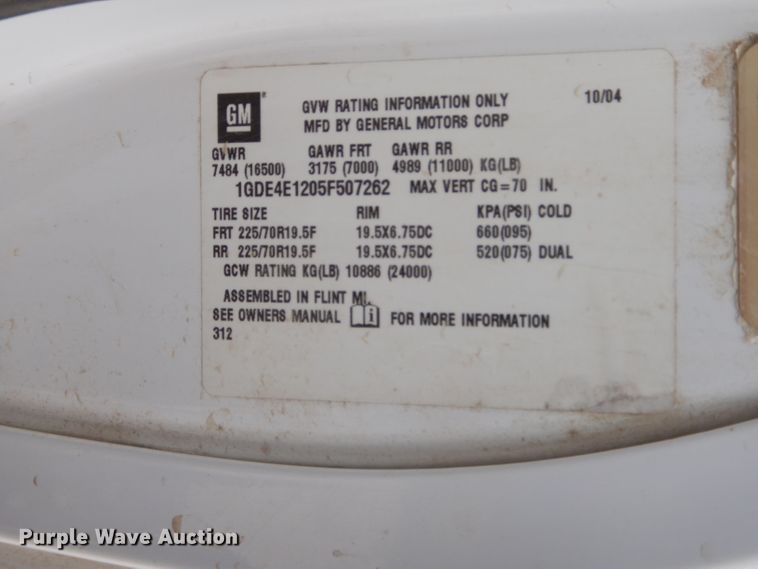 GM ® GVW RATING INFORMATION ONLY 10/04
MFD BY GENERAL MOTORS CORP
GVWR GAWR FRT GAWR RR
7484 (16500) 3175 (7000) 4989 (11000) KG(LB)
1GDE4E1205F507262 MAX VERT CG=70 IN.
TIRE SIZE RIM KPA(PSI) COLD
FRT 225/70R19.5F 19.5X6.75DC 660(095)
RR 225/70R19.5F 19.5X6.75DC 520(075) DUAL
GCW RATING KG(LB) 10886 (24000)
ASSEMBLED IN FLINT MI.
SEE OWNERS MANUAL i FOR MORE INFORMATION
312
Purple Wave Auction